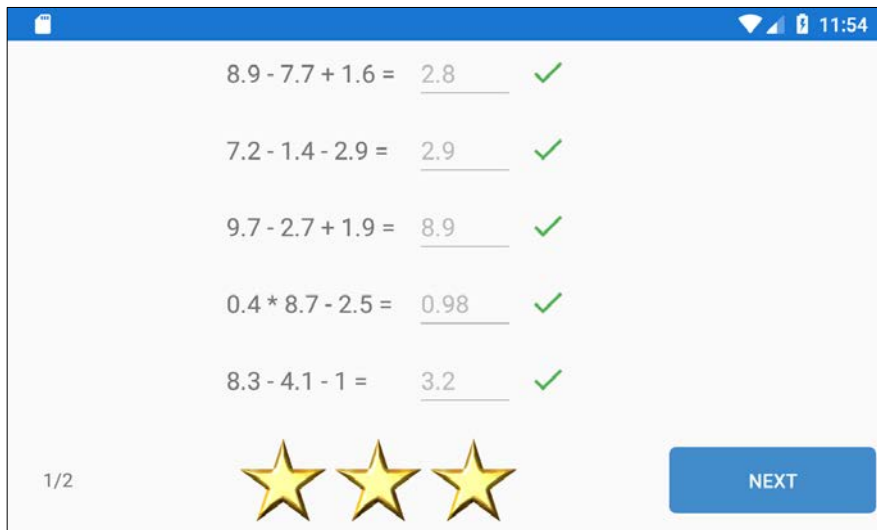 11:54
8.9 - 7.7 + 1.6 = 2.8
7.2 - 1.4 - 2.9 = 2.9
9.7 - 2.7 + 1.9 = 8.9
0.4 * 8.7 - 2.5 = 0.98
8.3 - 4.1 - 1 = 3.2
1/2 NEXT